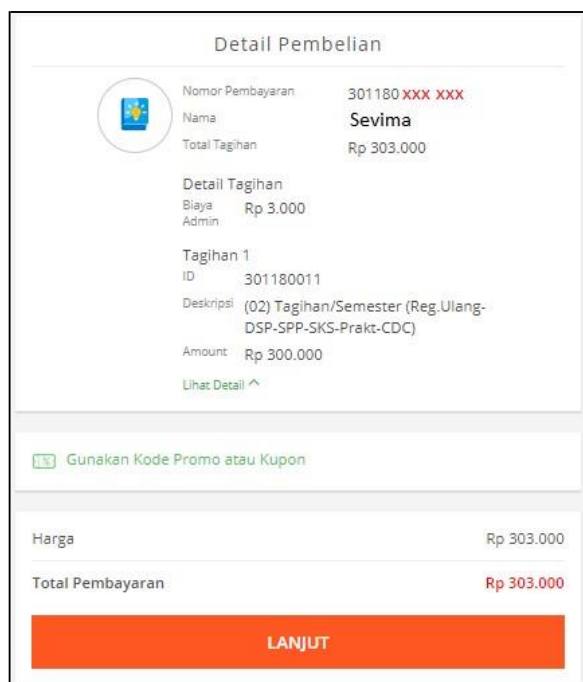 Detail Pembelian
Nomor Pembayaran 301180 XXX XXX
Nama Sevima
Total Tagihan Rp 303.000
Detail Tagihan
Biaya Admin Rp 3.000
Tagihan 1
ID 301180011
Deskripsi (02) Tagihan/Semester (Reg.Ulang-
DSP-SPP-SKS-Prakt-CDC)
Amount Rp 300.000
Lihat Detail ^
Gunakan Kode Promo atau Kupon
Harga Rp 303.000
Total Pembayaran Rp 303.000
LANJUT